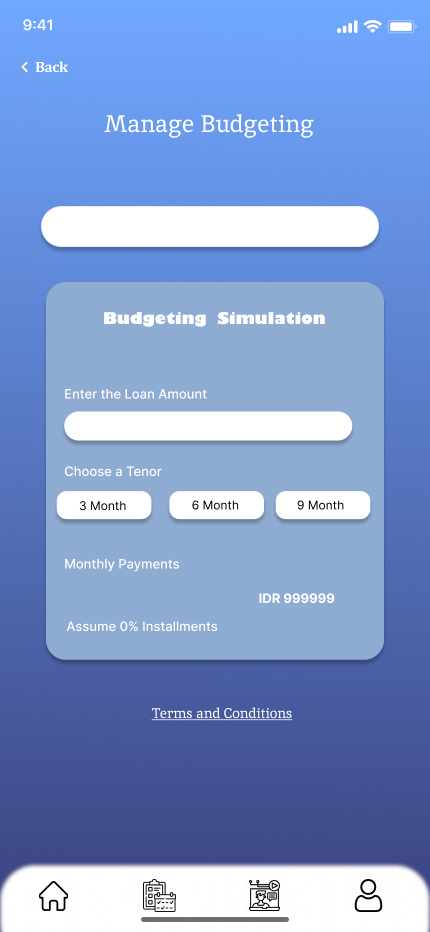 9:41
Back
Manage Budgeting
Budgeting Simulation
Enter the Loan Amount
Choose a Tenor
3 Month 6 Month 9 Month
Monthly Payments
IDR 999999
Assume 0% Installments
Terms and Conditions